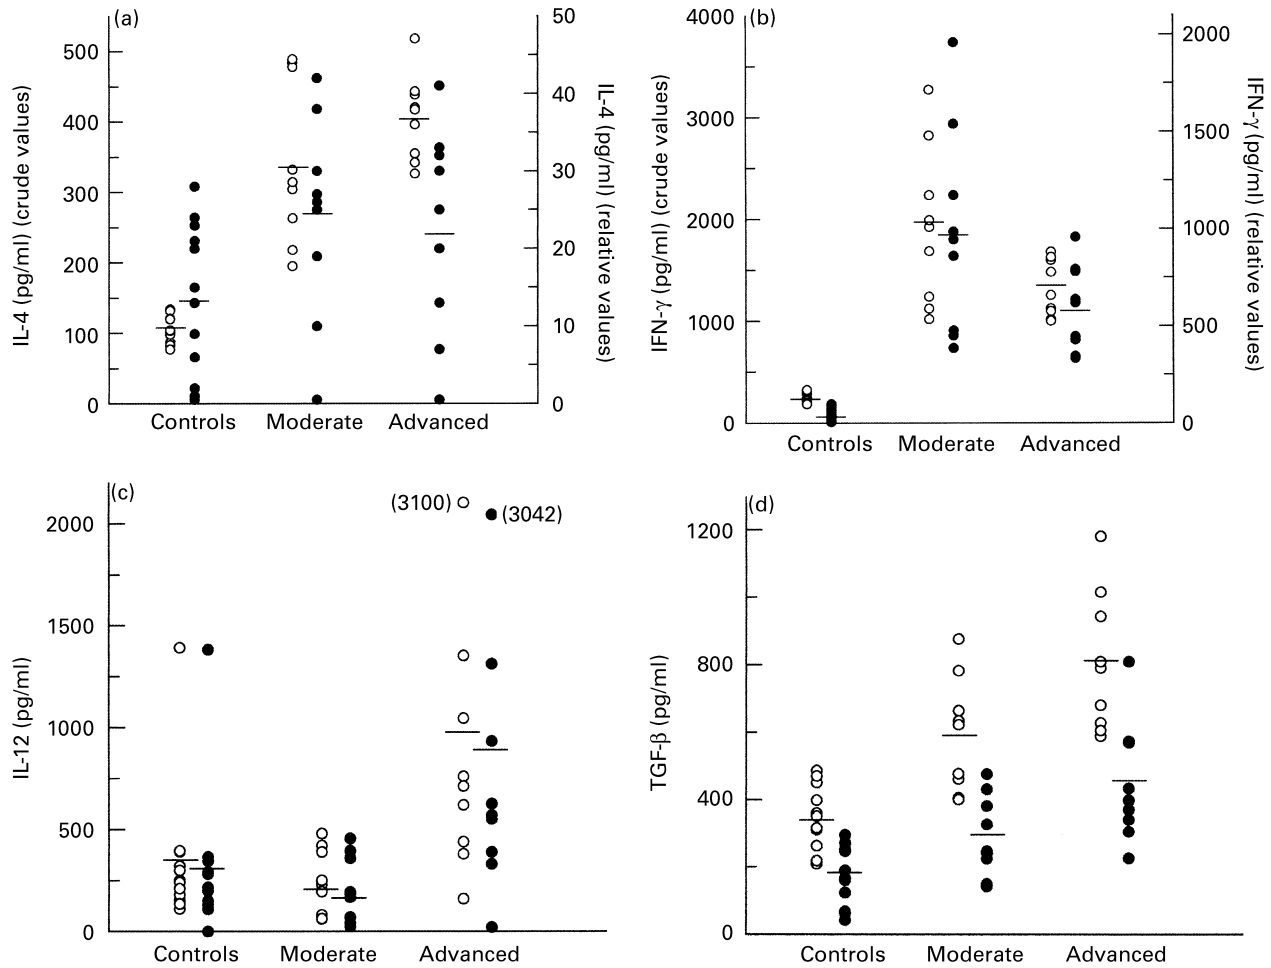 (a)
IL-4 (pg/ml) (crude values)
500
400
300
200
100
0
50
40
30
20
10
0
IL-4 (pg/ml) (relative values)
Controls Moderate Advanced
(b)
IFN-γ (pg/ml) (crude values)
4000
3000
2000
1000
0
2000
1500
1000
500
0
IFN-γ (pg/ml) (relative values)
Controls Moderate Advanced
(c)
IL-12 (pg/ml)
2000
1500
1000
500
0
(3100)
(3042)
Controls Moderate Advanced
(d)
TGF-β (pg/ml)
1200
800
400
0
Controls Moderate Advanced